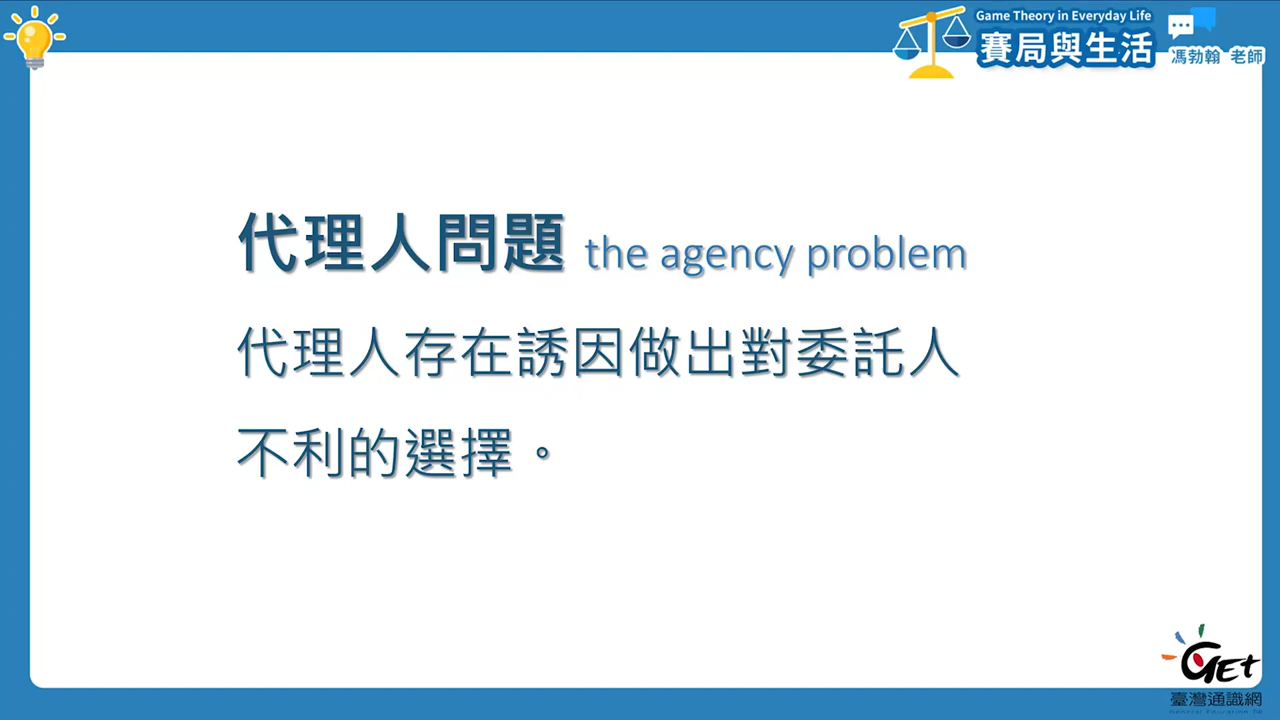 Game Theory in Everyday Life
賽局與生活
馮勃翰 老師
代理人問題 the agency problem
代理人存在誘因做出對委託人
不利的選擇。
GET
臺灣通識網